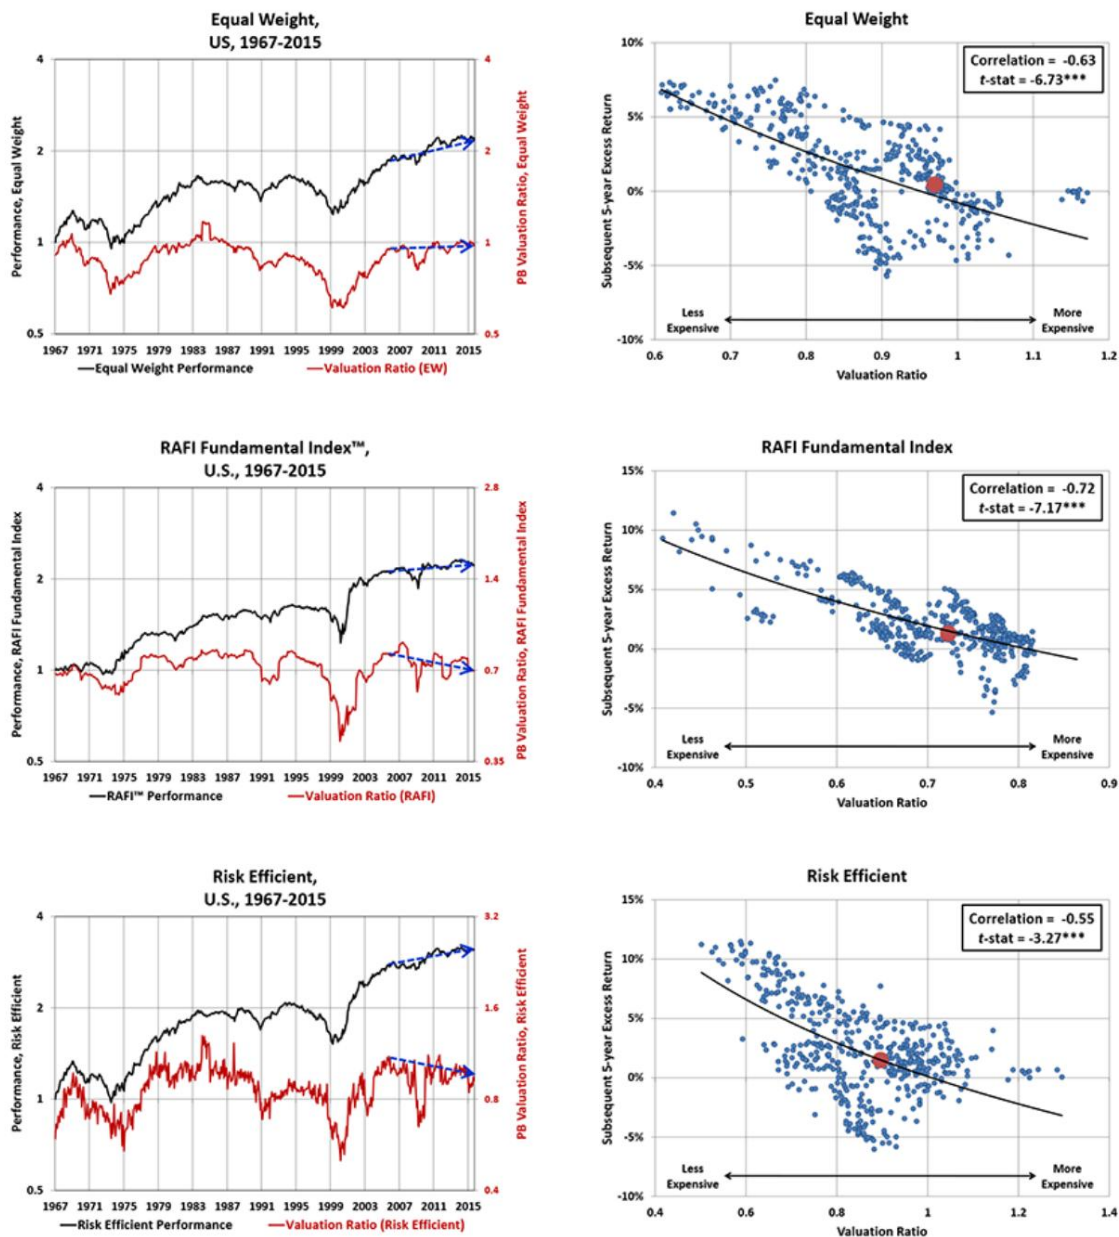 Equal Weight,
US, 1967-2015
Performance, Equal Weight
4
2
1
0.5
4
2
1
0.5
PB Valuation Ratio, Equal Weight
1967 1971 1975 1979 1983 1987 1991 1995 1999 2003 2007 2011 2015
Equal Weight Performance
Valuation Ratio (EW)
Equal Weight
Subsequent 5-year Excess Return
10%
5%
0%
-5%
-10%
Correlation = -0.63
t-stat = -6.73***
Less
Expensive
More
Expensive
0.6 0.7 0.8 0.9 1 1.1 1.2
Valuation Ratio
RAFI Fundamental Index™,
U.S., 1967-2015
Performance, RAFI Fundamental Index
4
2
1
0.5
2.8
1.4
0.7
0.35
PB Valuation Ratio, RAFI Fundamental Index
1967 1971 1975 1979 1983 1987 1991 1995 1999 2003 2007 2011 2015
RAFI™ Performance
Valuation Ratio (RAFI)
RAFI Fundamental Index
Subsequent 5-year Excess Return
15%
10%
5%
0%
-5%
-10%
Correlation = -0.72
t-stat = -7.17***
Less
Expensive
More
Expensive
0.4 0.5 0.6 0.7 0.8 0.9
Valuation Ratio
Risk Efficient,
U.S., 1967-2015
Performance, Risk Efficient
4
2
1
0.5
3.2
1.6
0.8
0.4
PB Valuation Ratio, Risk Efficient
1967 1971 1975 1979 1983 1987 1991 1995 1999 2003 2007 2011 2015
Risk Efficient Performance
Valuation Ratio (Risk Efficient)
Risk Efficient
Subsequent 5-year Excess Return
15%
10%
5%
0%
-5%
-10%
Correlation = -0.55
t-stat = -3.27***
Less
Expensive
More
Expensive
0.4 0.6 0.8 1 1.2 1.4
Valuation Ratio